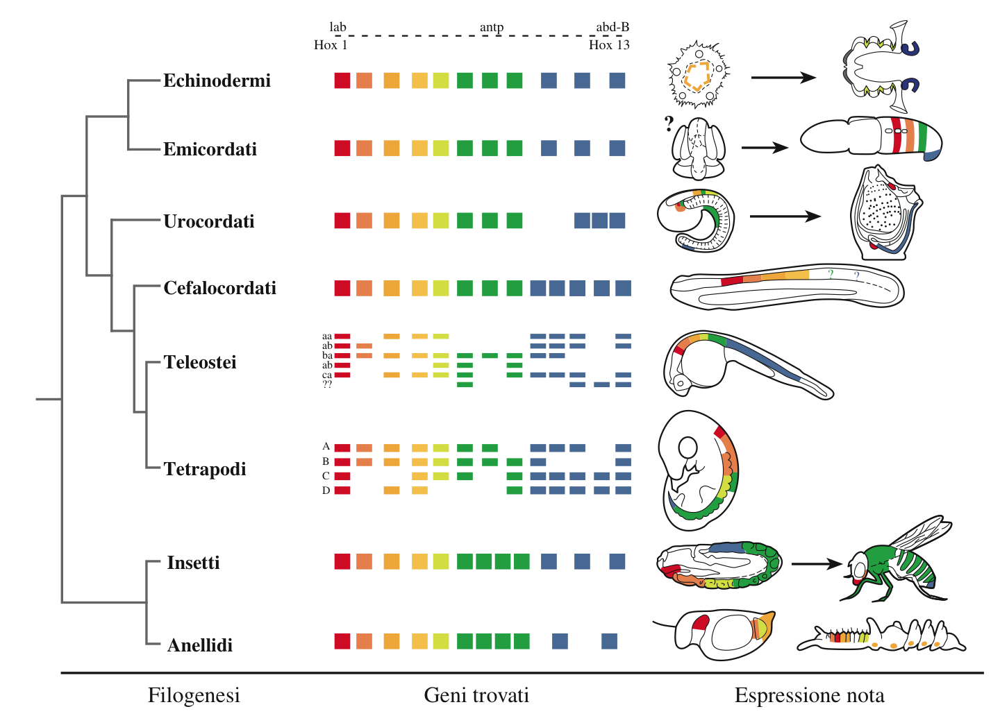 lab antp abd-B
Hox 1 Hox 13
Echinodermi
?
Emicordati
Urocordati
Cefalocordati
? ?
aa
ab
ba
Teleostei
ab
ca
??
A
B
Tetrapodi
C
D
Insetti
Anellidi
Filogenesi Geni trovati Espressione nota